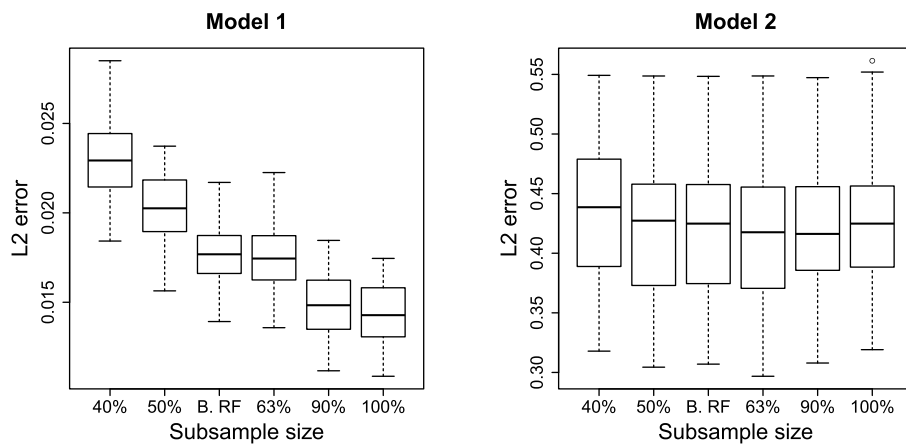 Model 1
L2 error
0.025
0.020
0.015
40% 50% B. RF 63% 90% 100%
Subsample size
Model 2
L2 error
0.55
0.50
0.45
0.40
0.35
0.30
40% 50% B. RF 63% 90% 100%
Subsample size